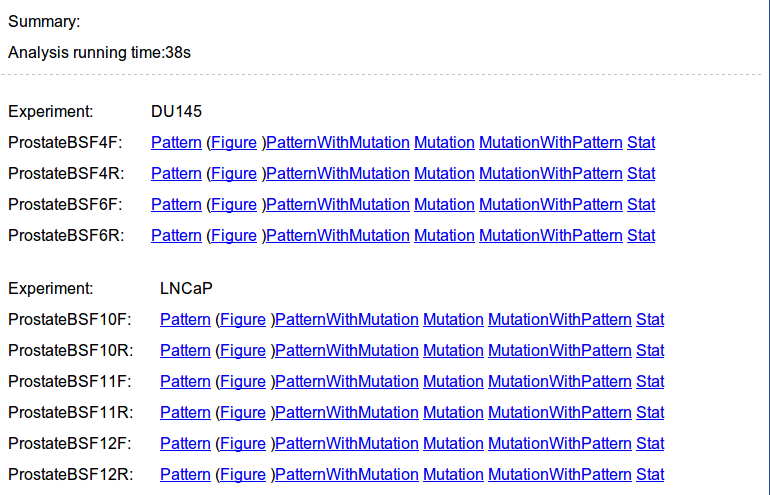 Summary:
Analysis running time:38s
Experiment: DU145
ProstateBSF4F: Pattern (Figure )PatternWithMutation Mutation MutationWithPattern Stat
ProstateBSF4R: Pattern (Figure )PatternWithMutation Mutation MutationWithPattern Stat
ProstateBSF6F: Pattern (Figure )PatternWithMutation Mutation MutationWithPattern Stat
ProstateBSF6R: Pattern (Figure )PatternWithMutation Mutation MutationWithPattern Stat
Experiment: LNCaP
ProstateBSF10F: Pattern (Figure )PatternWithMutation Mutation MutationWithPattern Stat
ProstateBSF10R: Pattern (Figure )PatternWithMutation Mutation MutationWithPattern Stat
ProstateBSF11F: Pattern (Figure )PatternWithMutation Mutation MutationWithPattern Stat
ProstateBSF11R: Pattern (Figure )PatternWithMutation Mutation MutationWithPattern Stat
ProstateBSF12F: Pattern (Figure )PatternWithMutation Mutation MutationWithPattern Stat
ProstateBSF12R: Pattern (Figure )PatternWithMutation Mutation MutationWithPattern Stat